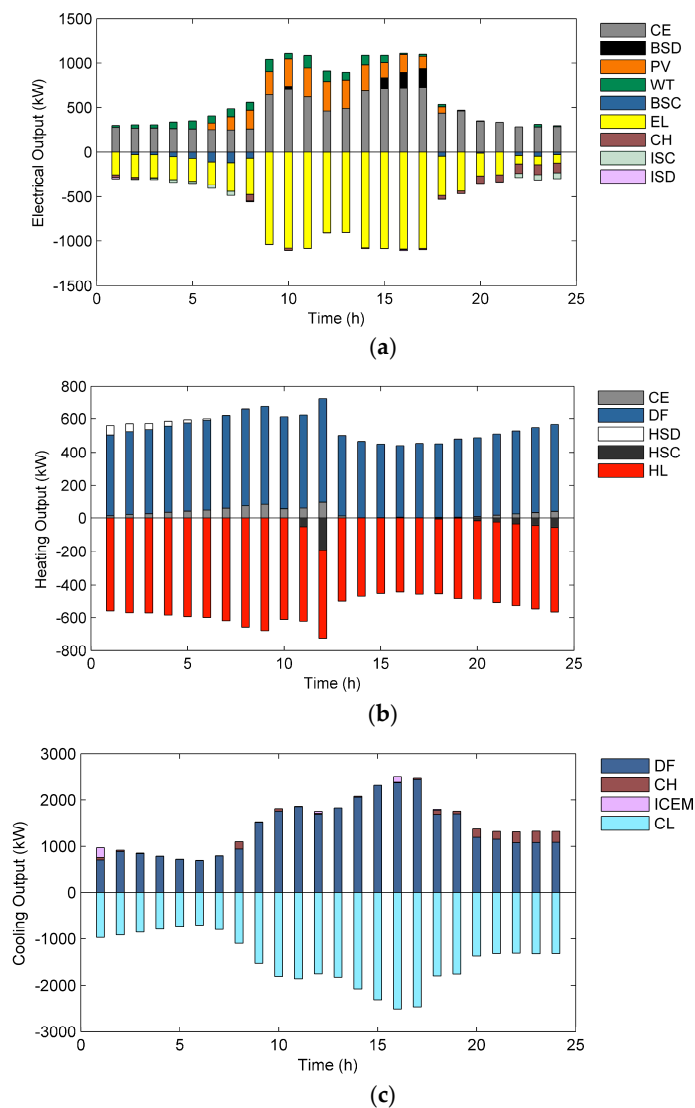 1500
1000
500
0
-500
-1000
-1500
Electrical Output (kW)
0 5 10 15 20 25
Time (h)
CE
BSD
PV
WT
BSC
EL
CH
ISC
ISD
(a)
800
600
400
200
0
-200
-400
-600
-800
Heating Output (kW)
0 5 10 15 20 25
Time (h)
CE
DF
HSD
HSC
HL
(b)
3000
2000
1000
0
-1000
-2000
-3000
Cooling Output (kW)
0 5 10 15 20 25
Time (h)
DF
CH
ICEM
CL
(c)